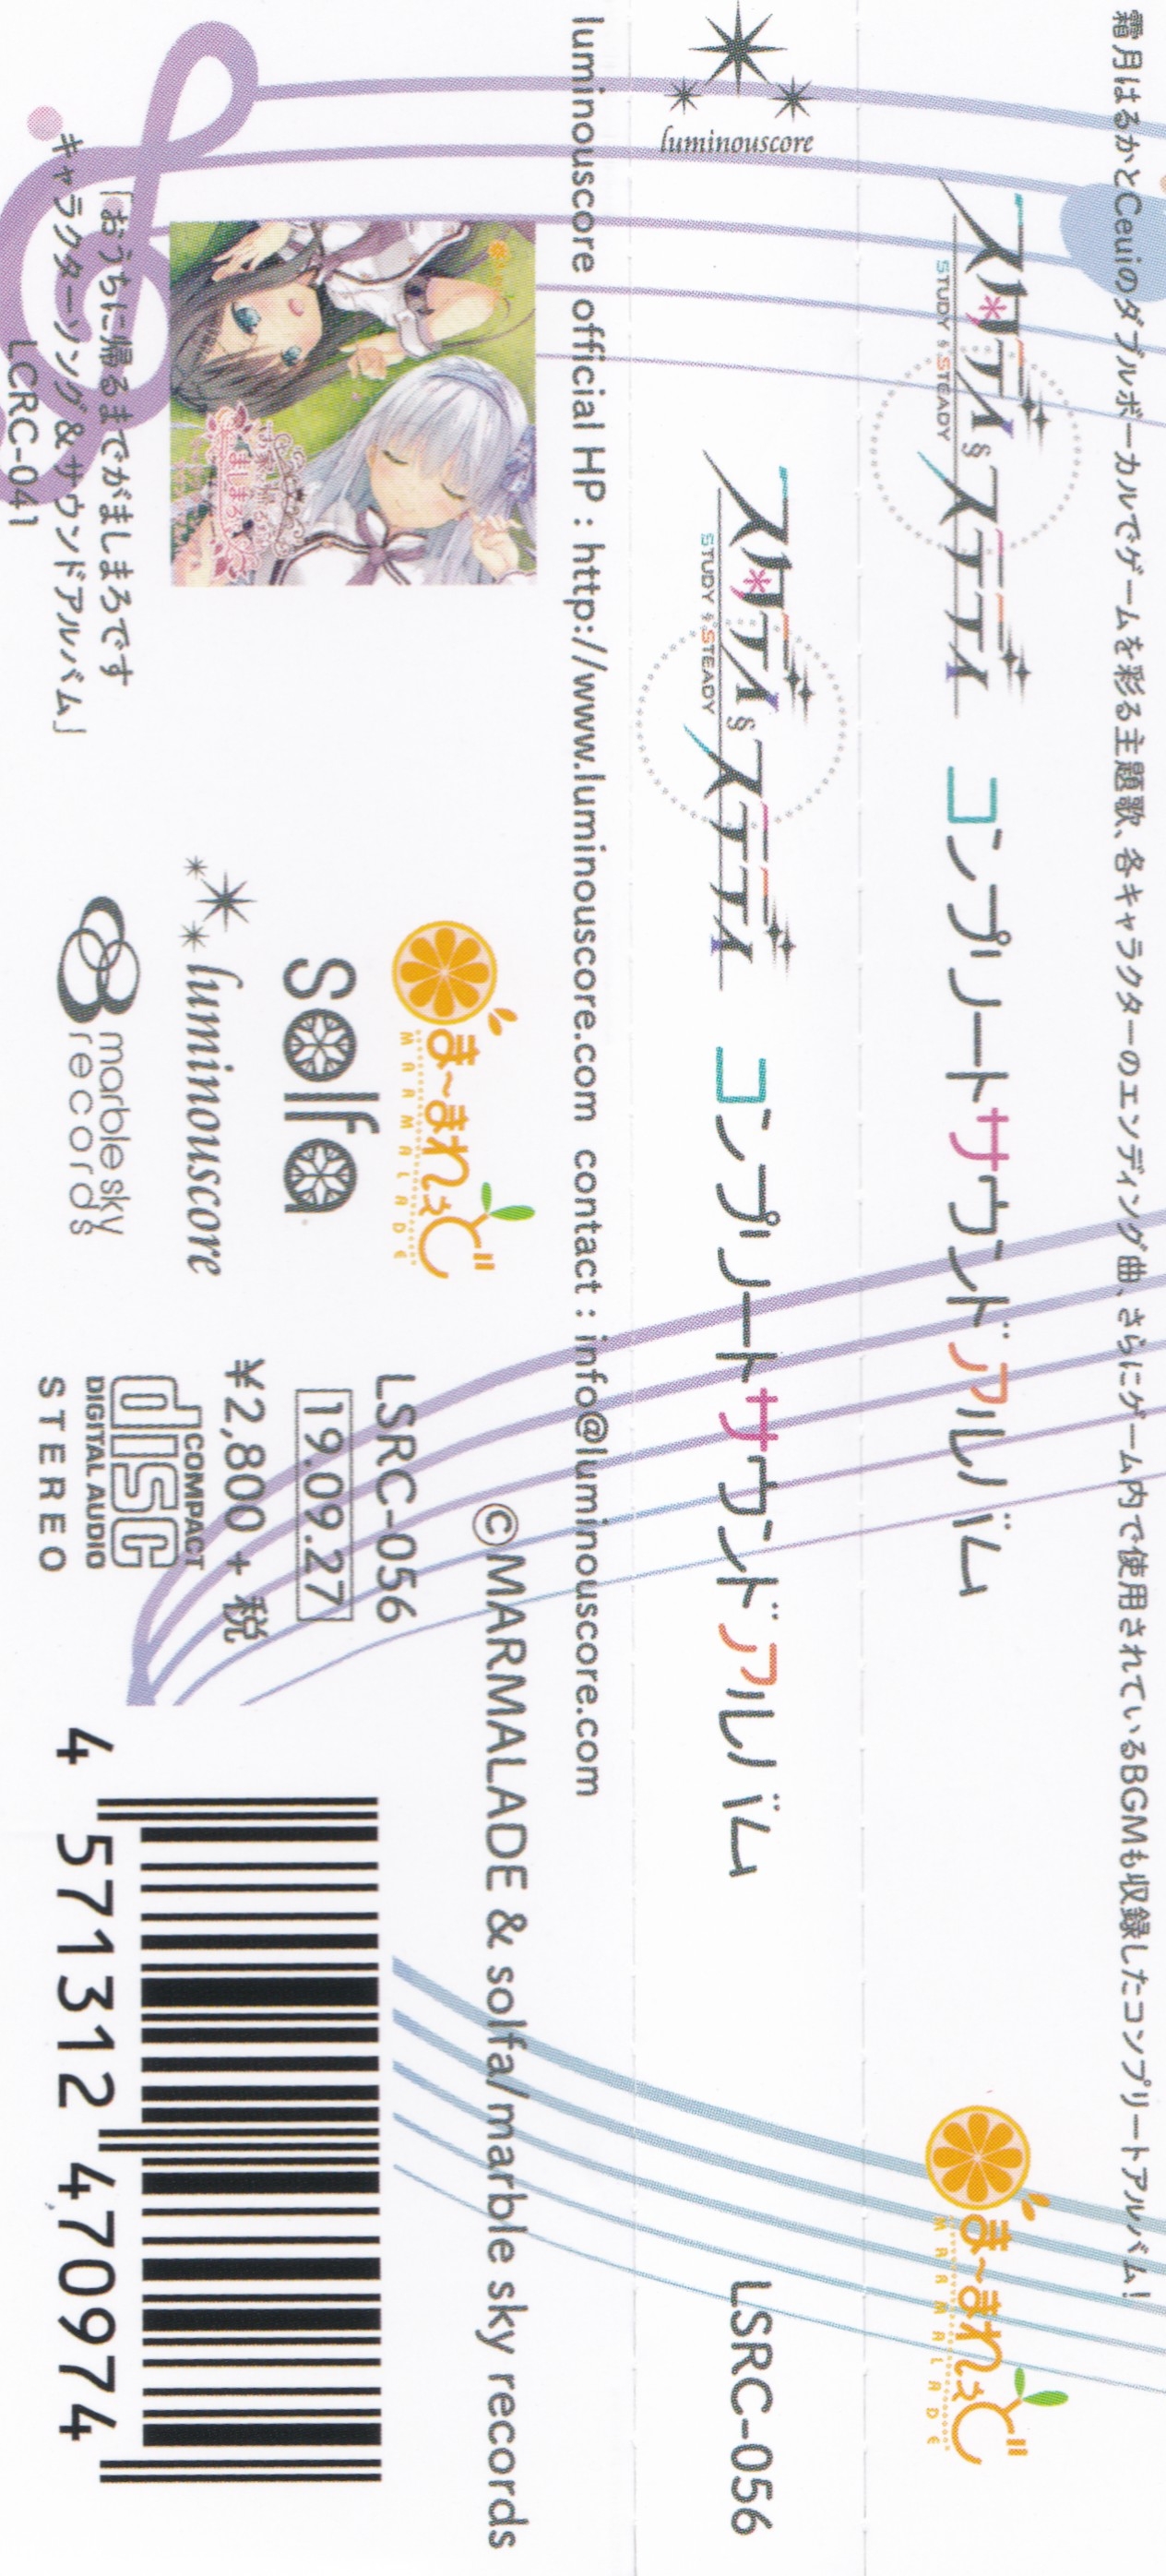 霜月はるかとCeuiのダブルボーカルでゲームを彩る主題歌、各キャラクターのエンディング曲、さらにゲーム内で使用されているBGMも収録したコンプリートアルバム!
スタディ§ステディ
STUDY § STEADY
コンプリートサウンドアルバム
ま～まれぇど
MARMALADE
luminouscore
スタディ§ステディ
STUDY § STEADY
コンプリートサウンドアルバム
LSRC-056
luminouscore official HP : http://www.luminouscore.com contact : info@luminouscore.com
©MARMALADE & solfa/marble sky records
「おうちに帰るまでがましまろです
キャラクターソング&サウンドアルバム」
LCRC-041
ま～まれぇど
MARMALADE
solfa
luminouscore
marble sky
records
LSRC-056
19.09.27
¥2,800+税
COMPACT
disc
DIGITAL AUDIO
STEREO
4 571312 470974